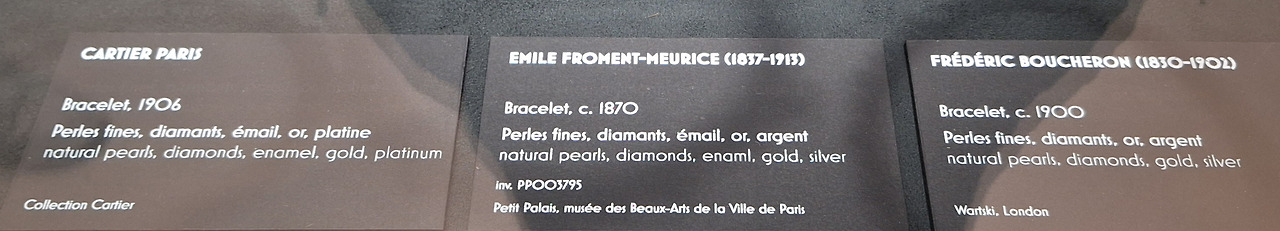 CARTIER PARIS
Bracelet, 1906
Perles fines, diamants, émail, or, platine
natural pearls, diamonds, enamel, gold, platinum
Collection Cartier
EMILE FROMENT-MEURICE (1837-1913)
Bracelet, c. 1870
Perles fines, diamants, émail, or, argent
natural pearls, diamonds, enaml, gold, silver
inv. PPOO3795
Petit Palais, musée des Beaux-Arts de la Ville de Paris
FRÉDÉRIC BOUCHERON (1830-1902)
Bracelet, c. 1900
Perles fines, diamants, or, argent
natural pearls, diamonds, gold, silver
Wartski, London